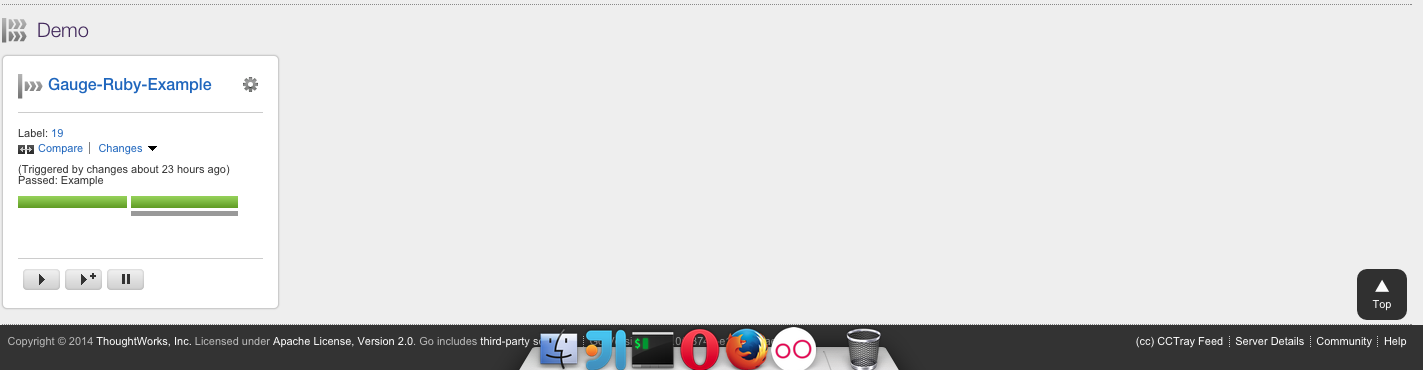 Demo
Gauge-Ruby-Example
Label: 19
Compare | Changes
(Triggered by changes about 23 hours ago)
Passed: Example
Top
Copyright © 2014 ThoughtWorks, Inc. Licensed under Apache License, Version 2.0. Go includes third-party
(cc) CCTray Feed Server Details Community Help